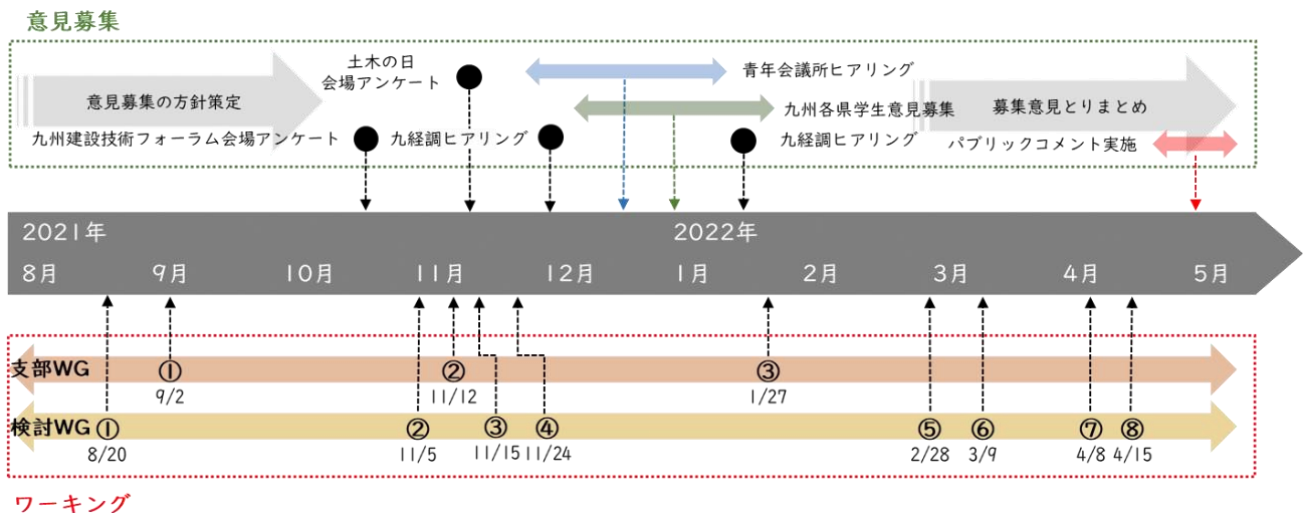 意見募集
土木の日
会場アンケート
青年会議所ヒアリング
意見募集の方針策定
九州各県学生意見募集
募集意見とりまとめ
九州建設技術フォーラム会場アンケート
九経調ヒアリング
九経調ヒアリング
パブリックコメント実施
2021年
2022年
8月 9月 10月 11月 12月 1月 2月 3月 4月 5月
支部WG ① ② ③
9/2 11/12 1/27
検討WG ① ② ③ ④ ⑤ ⑥ ⑦ ⑧
8/20 11/5 11/15 11/24 2/28 3/9 4/8 4/15
ワーキング